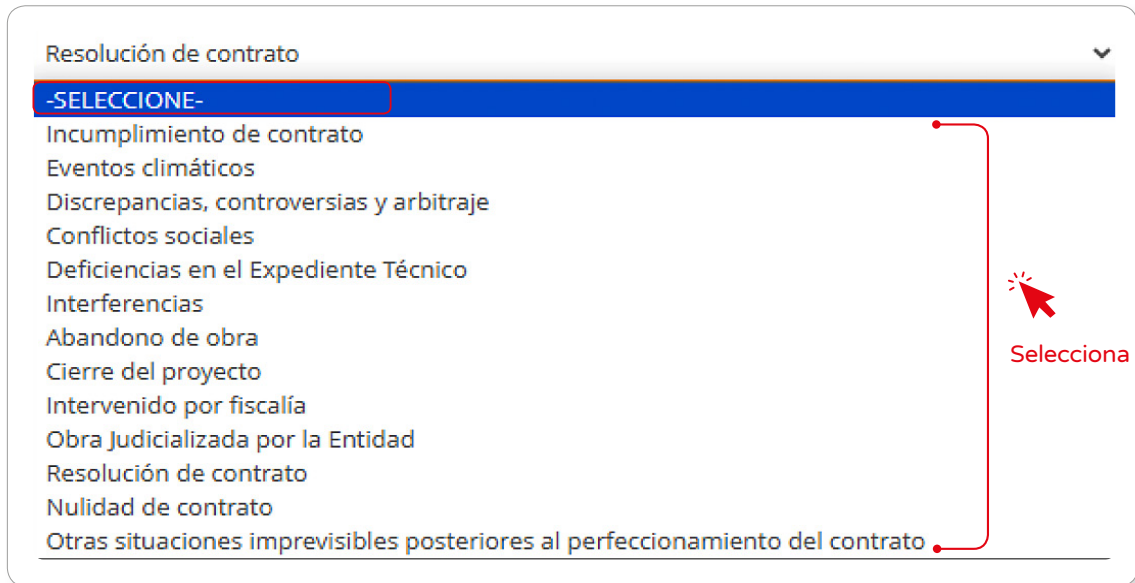 Resolución de contrato
-SELECCIONE-
Incumplimiento de contrato
Eventos climáticos
Discrepancias, controversias y arbitraje
Conflictos sociales
Deficiencias en el Expediente Técnico
Interferencias
Abandono de obra
Selecciona
Cierre del proyecto
Intervenido por fiscalía
Obra Judicializada por la Entidad
Resolución de contrato
Nulidad de contrato
Otras situaciones imprevisibles posteriores al perfeccionamiento del contrato